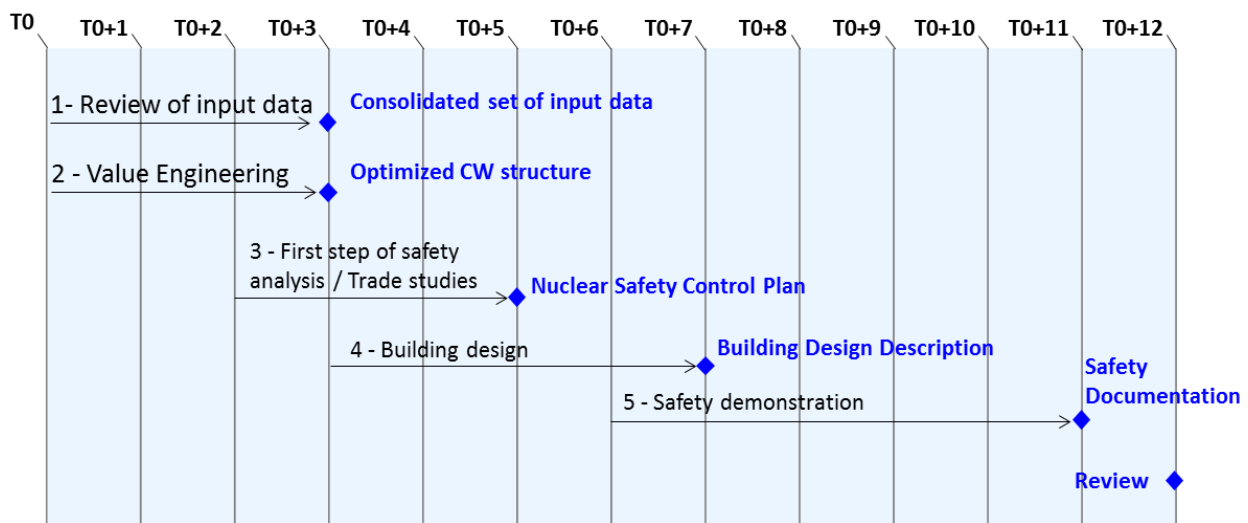 T0 T0+1 T0+2 T0+3 T0+4 T0+5 T0+6 T0+7 T0+8 T0+9 T0+10 T0+11 T0+12
1- Review of input data
Consolidated set of input data
2 - Value Engineering
Optimized CW structure
3 - First step of safety
analysis / Trade studies
Nuclear Safety Control Plan
4 - Building design
Building Design Description
5 - Safety demonstration
Safety
Documentation
Review